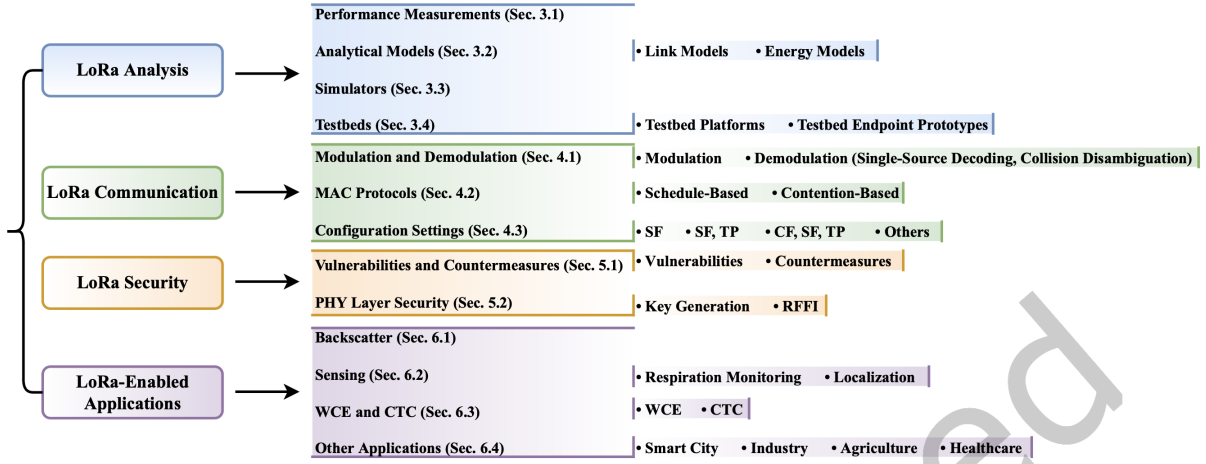 LoRa Analysis
Performance Measurements (Sec. 3.1)
Analytical Models (Sec. 3.2)
• Link Models • Energy Models
Simulators (Sec. 3.3)
Testbeds (Sec. 3.4)
• Testbed Platforms • Testbed Endpoint Prototypes
LoRa Communication
Modulation and Demodulation (Sec. 4.1)
• Modulation • Demodulation (Single-Source Decoding, Collision Disambiguation)
MAC Protocols (Sec. 4.2)
• Schedule-Based • Contention-Based
Configuration Settings (Sec. 4.3)
• SF • SF, TP • CF, SF, TP • Others
LoRa Security
Vulnerabilities and Countermeasures (Sec. 5.1)
• Vulnerabilities • Countermeasures
PHY Layer Security (Sec. 5.2)
• Key Generation • RFFI
LoRa-Enabled
Applications
Backscatter (Sec. 6.1)
Sensing (Sec. 6.2)
• Respiration Monitoring • Localization
WCE and CTC (Sec. 6.3)
• WCE • CTC
Other Applications (Sec. 6.4)
• Smart City • Industry • Agriculture • Healthcare